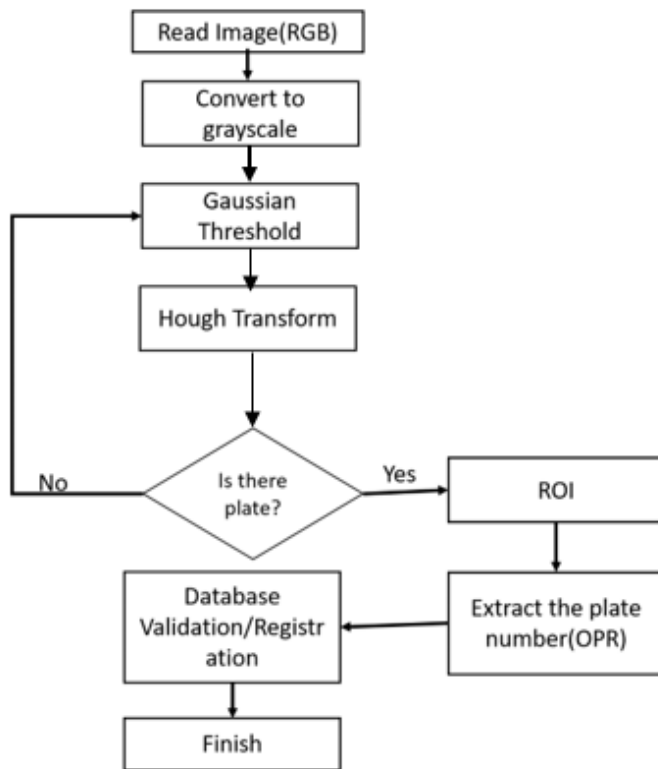 Read Image(RGB)
Convert to
grayscale
Gaussian
Threshold
Hough Transform
Is there
plate?
No
Yes
ROI
Extract the plate
number(OPR)
Database
Validation/Registr
ation
Finish